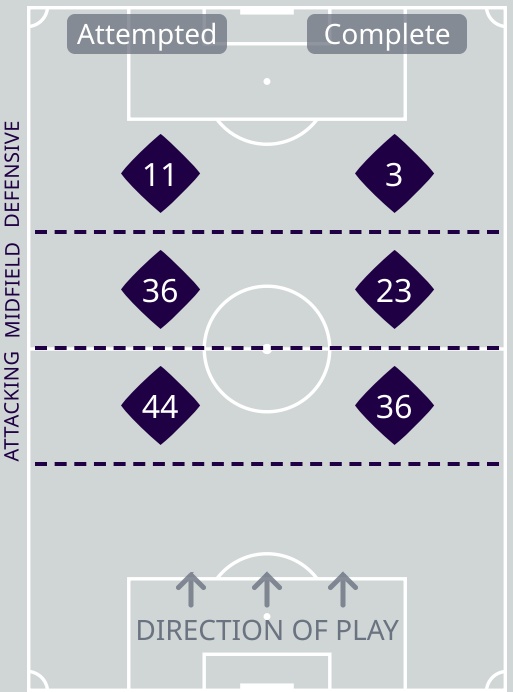 Attempted Complete
DEFENSIVE
11 3
MIDFIELD
36 23
ATTACKING
44 36
DIRECTION OF PLAY